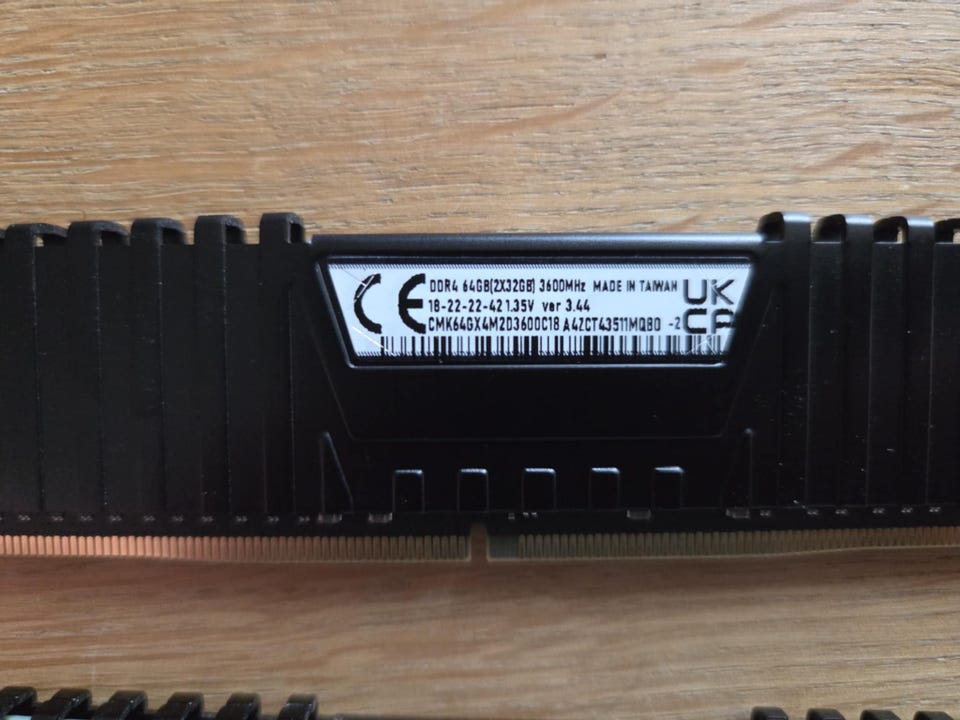 CE DDR4 64GB(2X32GB) 3600MHz MADE IN TAIWAN UK
18-22-22-42 1.35V ver 3.44
CMK64GX4M2D3600C18 A4ZCT43511MQB0 -2 CA